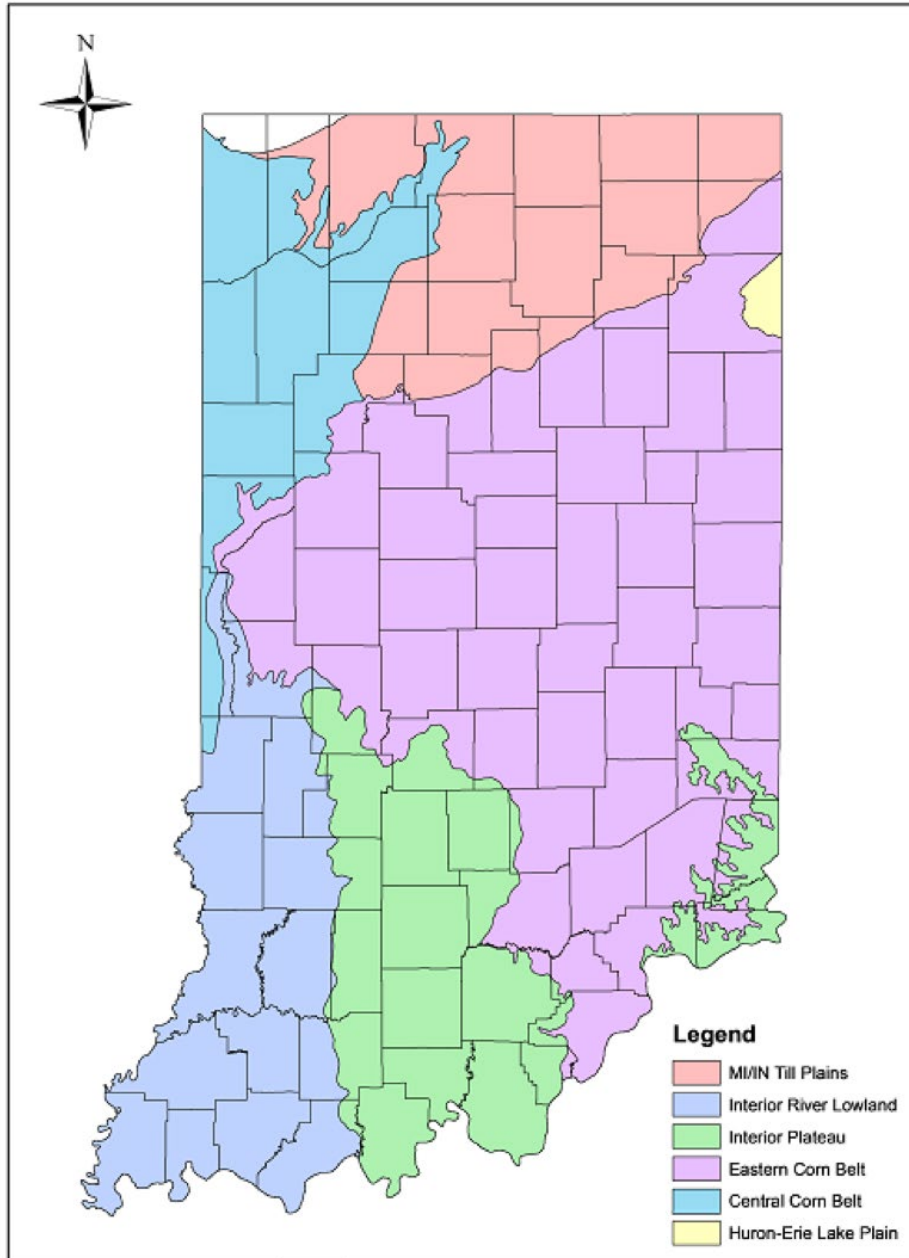 N
Legend
MI/IN Till Plains
Interior River Lowland
Interior Plateau
Eastern Corn Belt
Central Corn Belt
Huron-Erie Lake Plain